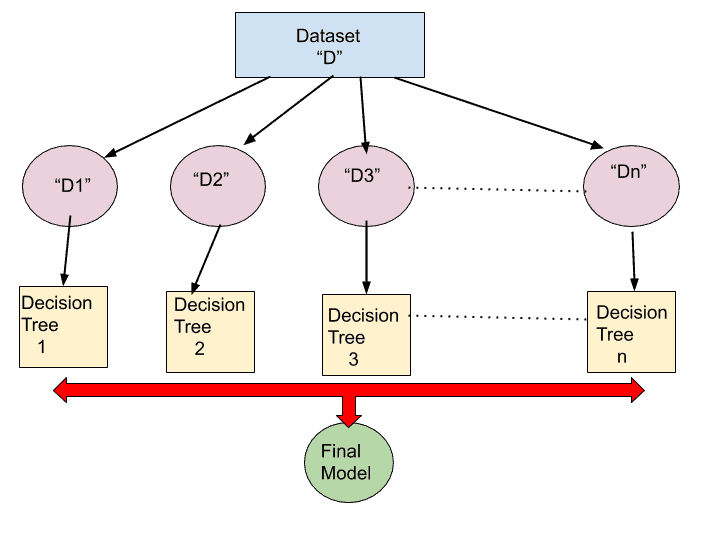 Dataset
“D”
“D1”
“D2”
“D3”
“Dn”
Decision
Tree
1
Decision
Tree
2
Decision
Tree
3
Decision
Tree
n
Final
Model